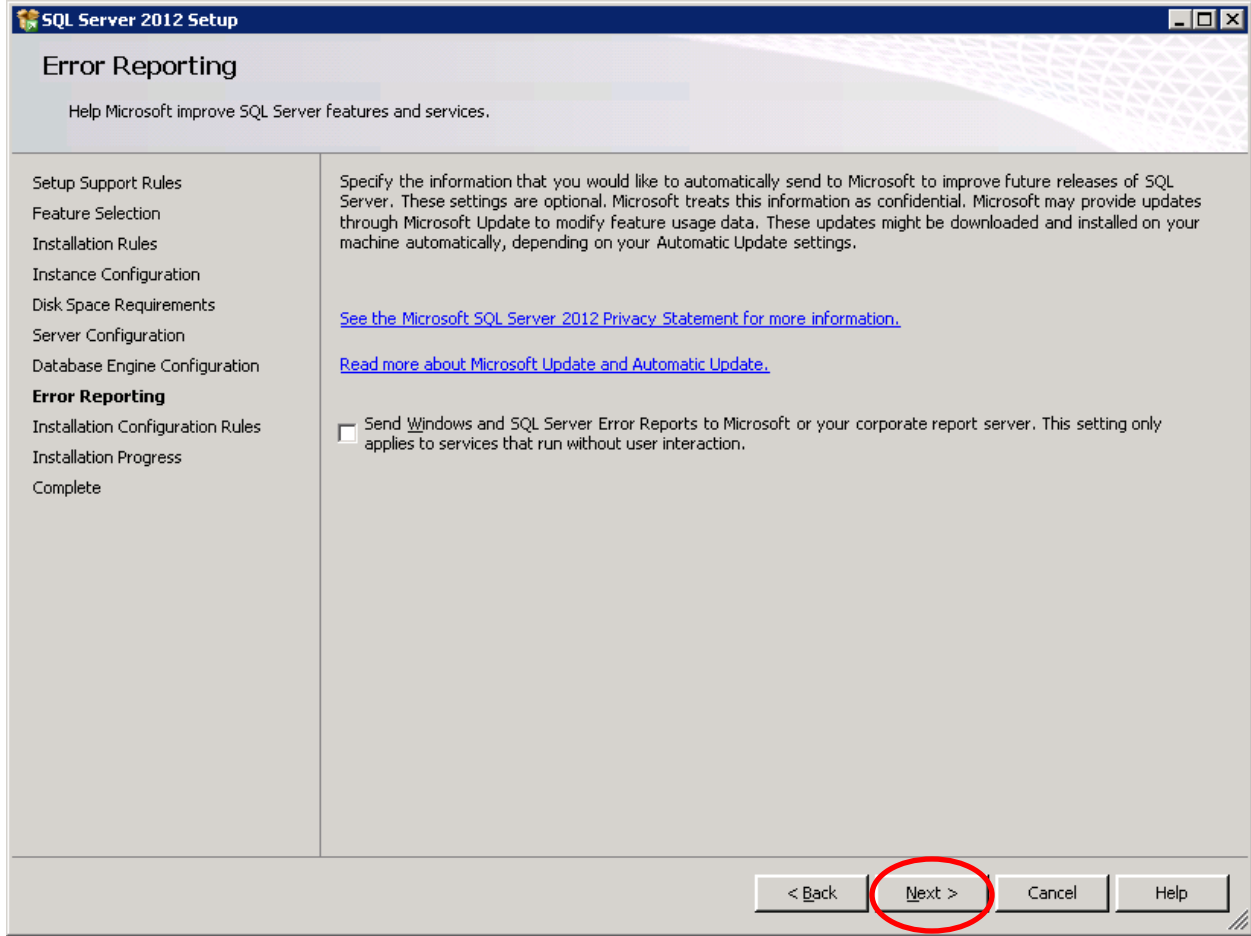 SQL Server 2012 Setup
Error Reporting
Help Microsoft improve SQL Server features and services.
Setup Support Rules
Feature Selection
Installation Rules
Instance Configuration
Disk Space Requirements
Server Configuration
Database Engine Configuration
Error Reporting
Installation Configuration Rules
Installation Progress
Complete
Specify the information that you would like to automatically send to Microsoft to improve future releases of SQL
Server. These settings are optional. Microsoft treats this information as confidential. Microsoft may provide updates
through Microsoft Update to modify feature usage data. These updates might be downloaded and installed on your
machine automatically, depending on your Automatic Update settings.
See the Microsoft SQL Server 2012 Privacy Statement for more information.
Read more about Microsoft Update and Automatic Update.
Send Windows and SQL Server Error Reports to Microsoft or your corporate report server. This setting only
applies to services that run without user interaction.
< Back
Next >
Cancel
Help